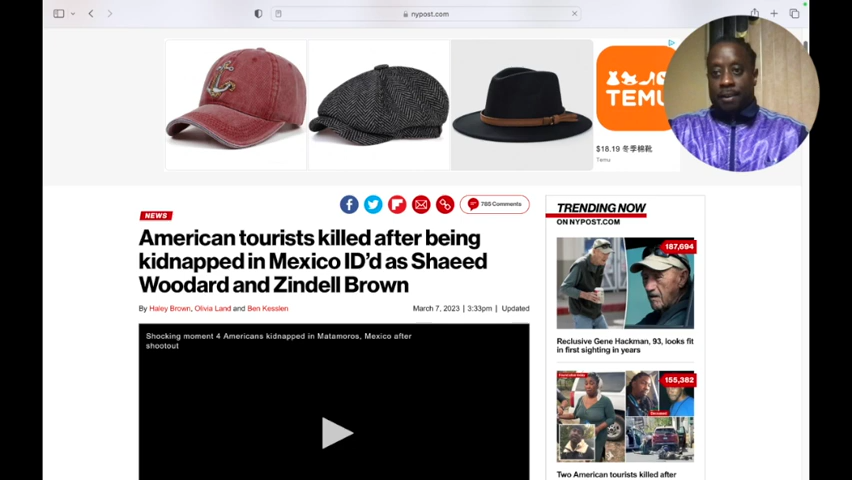 nypost.com
TEMU
$18.19 冬季棉靴
Temu
NEWS
785 Comments
American tourists killed after being
kidnapped in Mexico ID'd as Shaeed
Woodard and Zindell Brown
By Haley Brown, Olivia Land and Ben Kesslen
March 7, 2023 | 3:33pm | Updated
Shocking moment 4 Americans kidnapped in Matamoros, Mexico after
shootout
TRENDING NOW
ON NYPOST.COM
187,694
Reclusive Gene Hackman, 93, looks fit
in first sighting in years
155,382
Two American tourists killed after